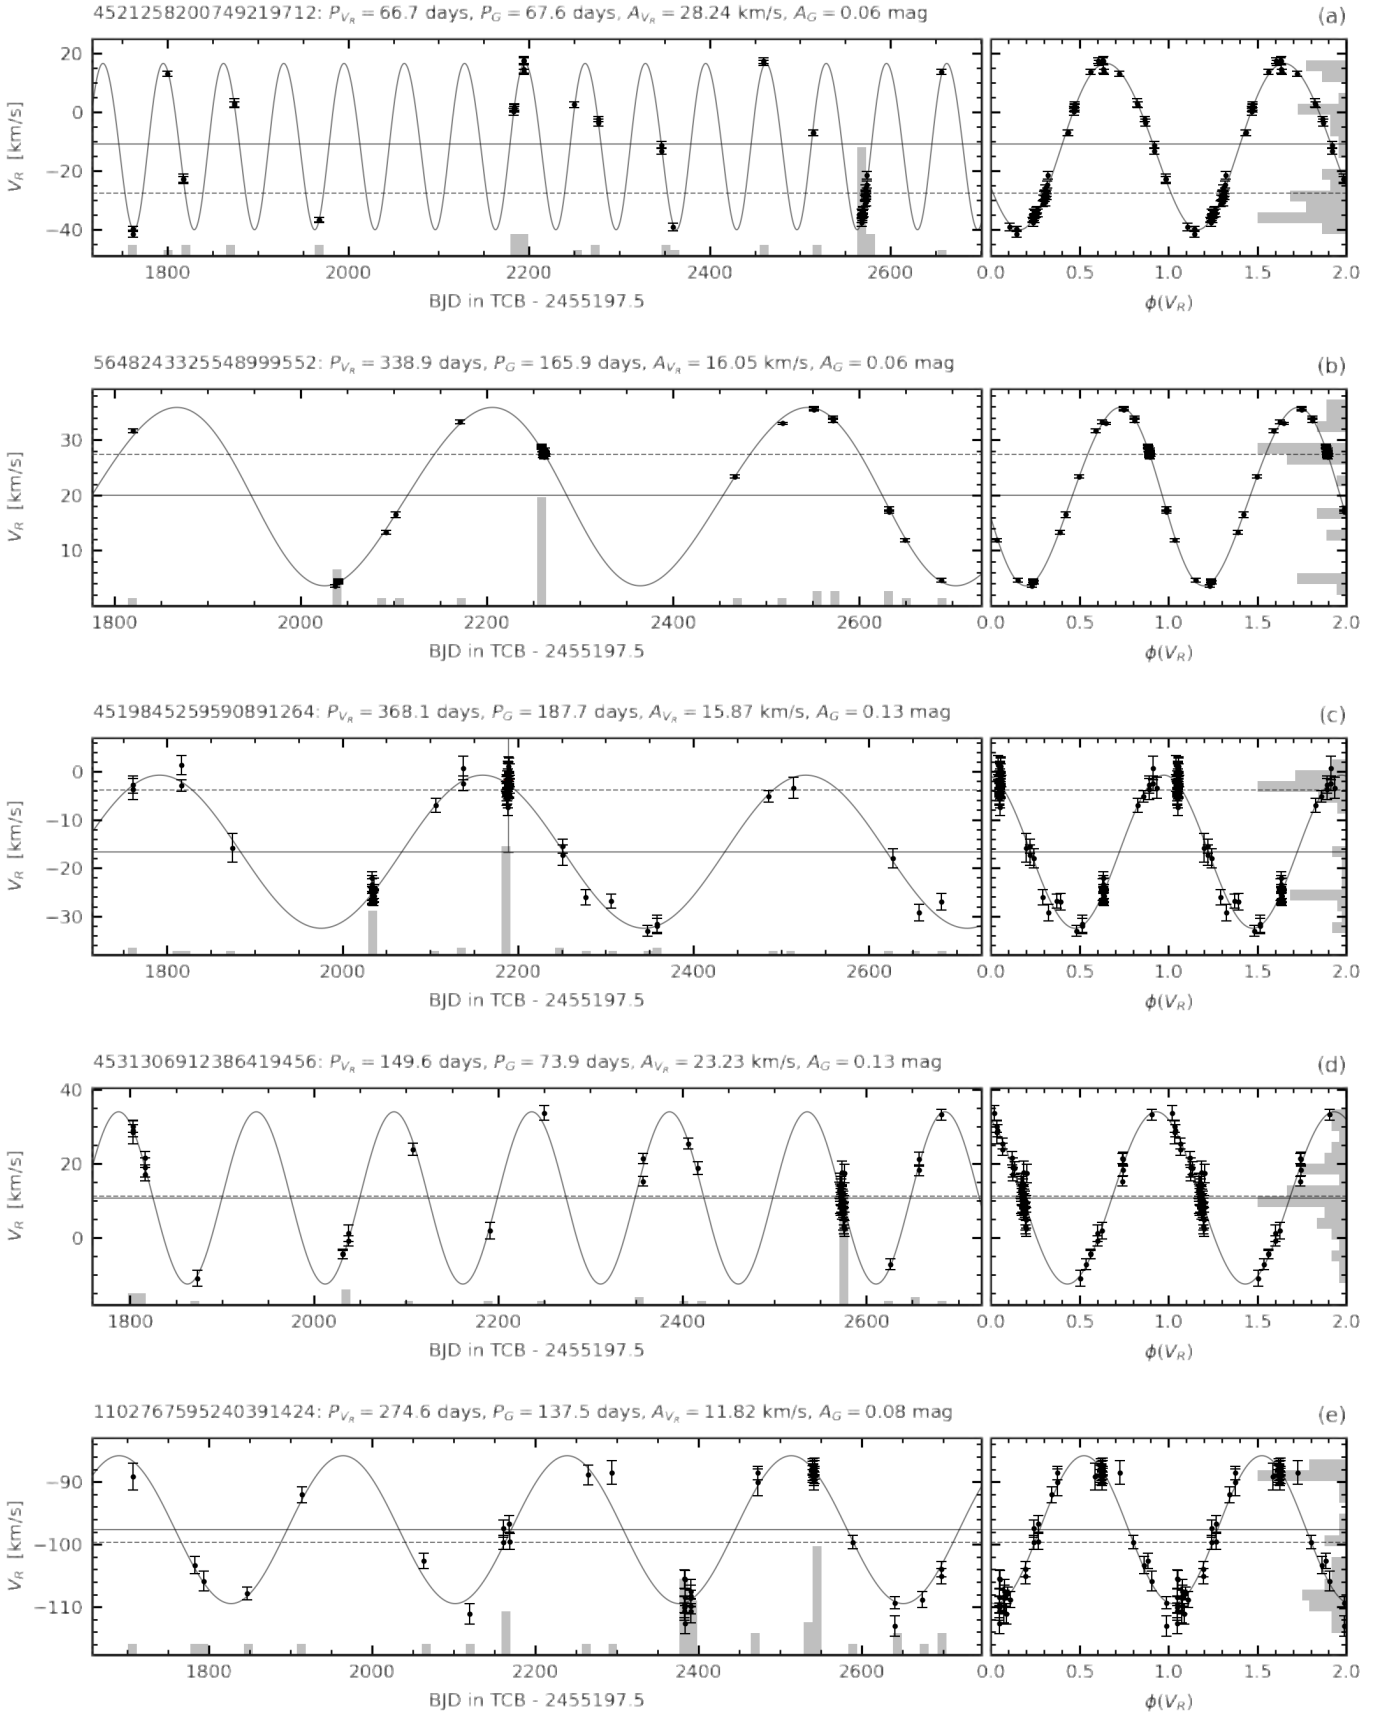 4521258200749219712: P_{V_R} = 66.7 days, P_G = 67.6 days, A_{V_R} = 28.24 km/s, A_G = 0.06 mag (a)
20
0
−20
−40
V_R [km/s]
1800 2000 2200 2400 2600 0.0 0.5 1.0 1.5 2.0
BJD in TCB - 2455197.5 ϕ(V_R)
5648243325548999552: P_{V_R} = 338.9 days, P_G = 165.9 days, A_{V_R} = 16.05 km/s, A_G = 0.06 mag (b)
30
20
10
V_R [km/s]
1800 2000 2200 2400 2600 0.0 0.5 1.0 1.5 2.0
BJD in TCB - 2455197.5 ϕ(V_R)
4519845259590891264: P_{V_R} = 368.1 days, P_G = 187.7 days, A_{V_R} = 15.87 km/s, A_G = 0.13 mag (c)
0
−10
−20
−30
V_R [km/s]
1800 2000 2200 2400 2600 0.0 0.5 1.0 1.5 2.0
BJD in TCB - 2455197.5 ϕ(V_R)
4531306912386419456: P_{V_R} = 149.6 days, P_G = 73.9 days, A_{V_R} = 23.23 km/s, A_G = 0.13 mag (d)
40
20
0
V_R [km/s]
1800 2000 2200 2400 2600 0.0 0.5 1.0 1.5 2.0
BJD in TCB - 2455197.5 ϕ(V_R)
1102767595240391424: P_{V_R} = 274.6 days, P_G = 137.5 days, A_{V_R} = 11.82 km/s, A_G = 0.08 mag (e)
−90
−100
−110
V_R [km/s]
1800 2000 2200 2400 2600 0.0 0.5 1.0 1.5 2.0
BJD in TCB - 2455197.5 ϕ(V_R)